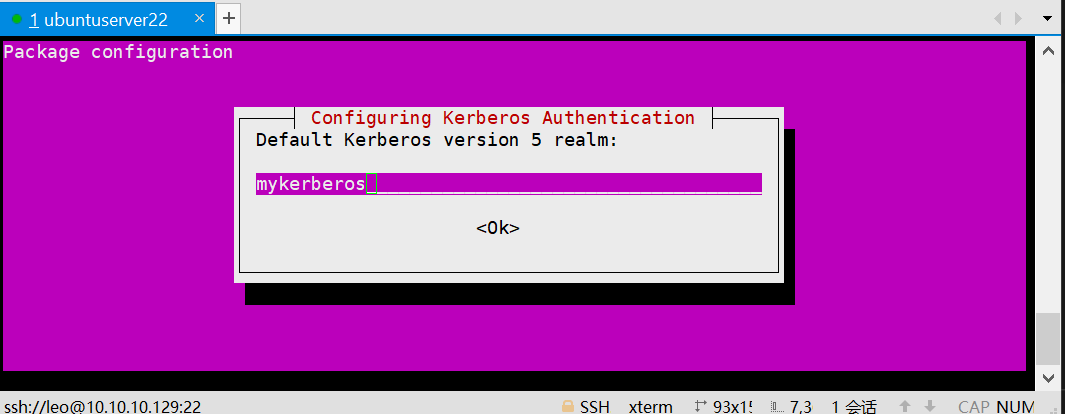 1 ubuntuserver22 × +
Package configuration
Configuring Kerberos Authentication
Default Kerberos version 5 realm:
mykerberos
<Ok>
ssh://leo@10.10.10.129:22 SSH xterm 93x15 7,3 1 会话 CAP NUM